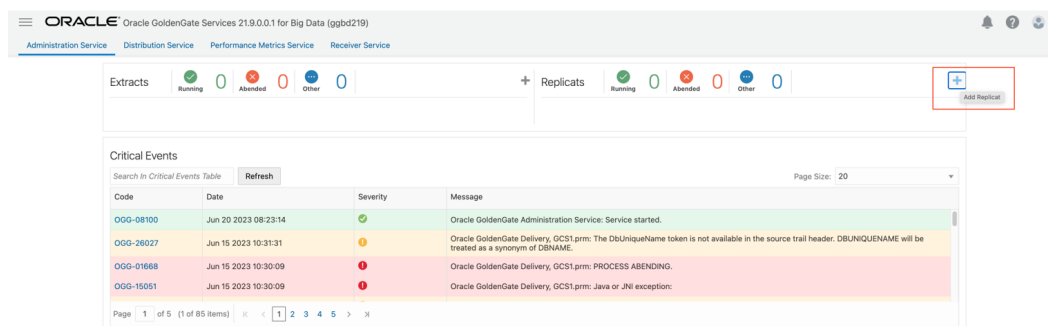 ORACLE® Oracle GoldenGate Services 21.9.0.0.1 for Big Data (ggbd219)
Administration Service Distribution Service Performance Metrics Service Receiver Service
Extracts Running 0 Abended 0 Other 0 + Replicats Running 0 Abended 0 Other 0 +
Add Replicat
Critical Events
Search In Critical Events Table Refresh Page Size: 20
Code Date Severity Message
OGG-08100 Jun 20 2023 08:23:14 Oracle GoldenGate Administration Service: Service started.
OGG-26027 Jun 15 2023 10:31:31 Oracle GoldenGate Delivery, GCS1.prm: The DbUniqueName token is not available in the source trail header. DBUNIQUENAME will be
treated as a synonym of DBNAME.
OGG-01668 Jun 15 2023 10:30:09 Oracle GoldenGate Delivery, GCS1.prm: PROCESS ABENDING.
OGG-15051 Jun 15 2023 10:30:09 Oracle GoldenGate Delivery, GCS1.prm: Java or JNI exception:
Page 1 of 5 (1 of 85 items) K < 1 2 3 4 5 > X